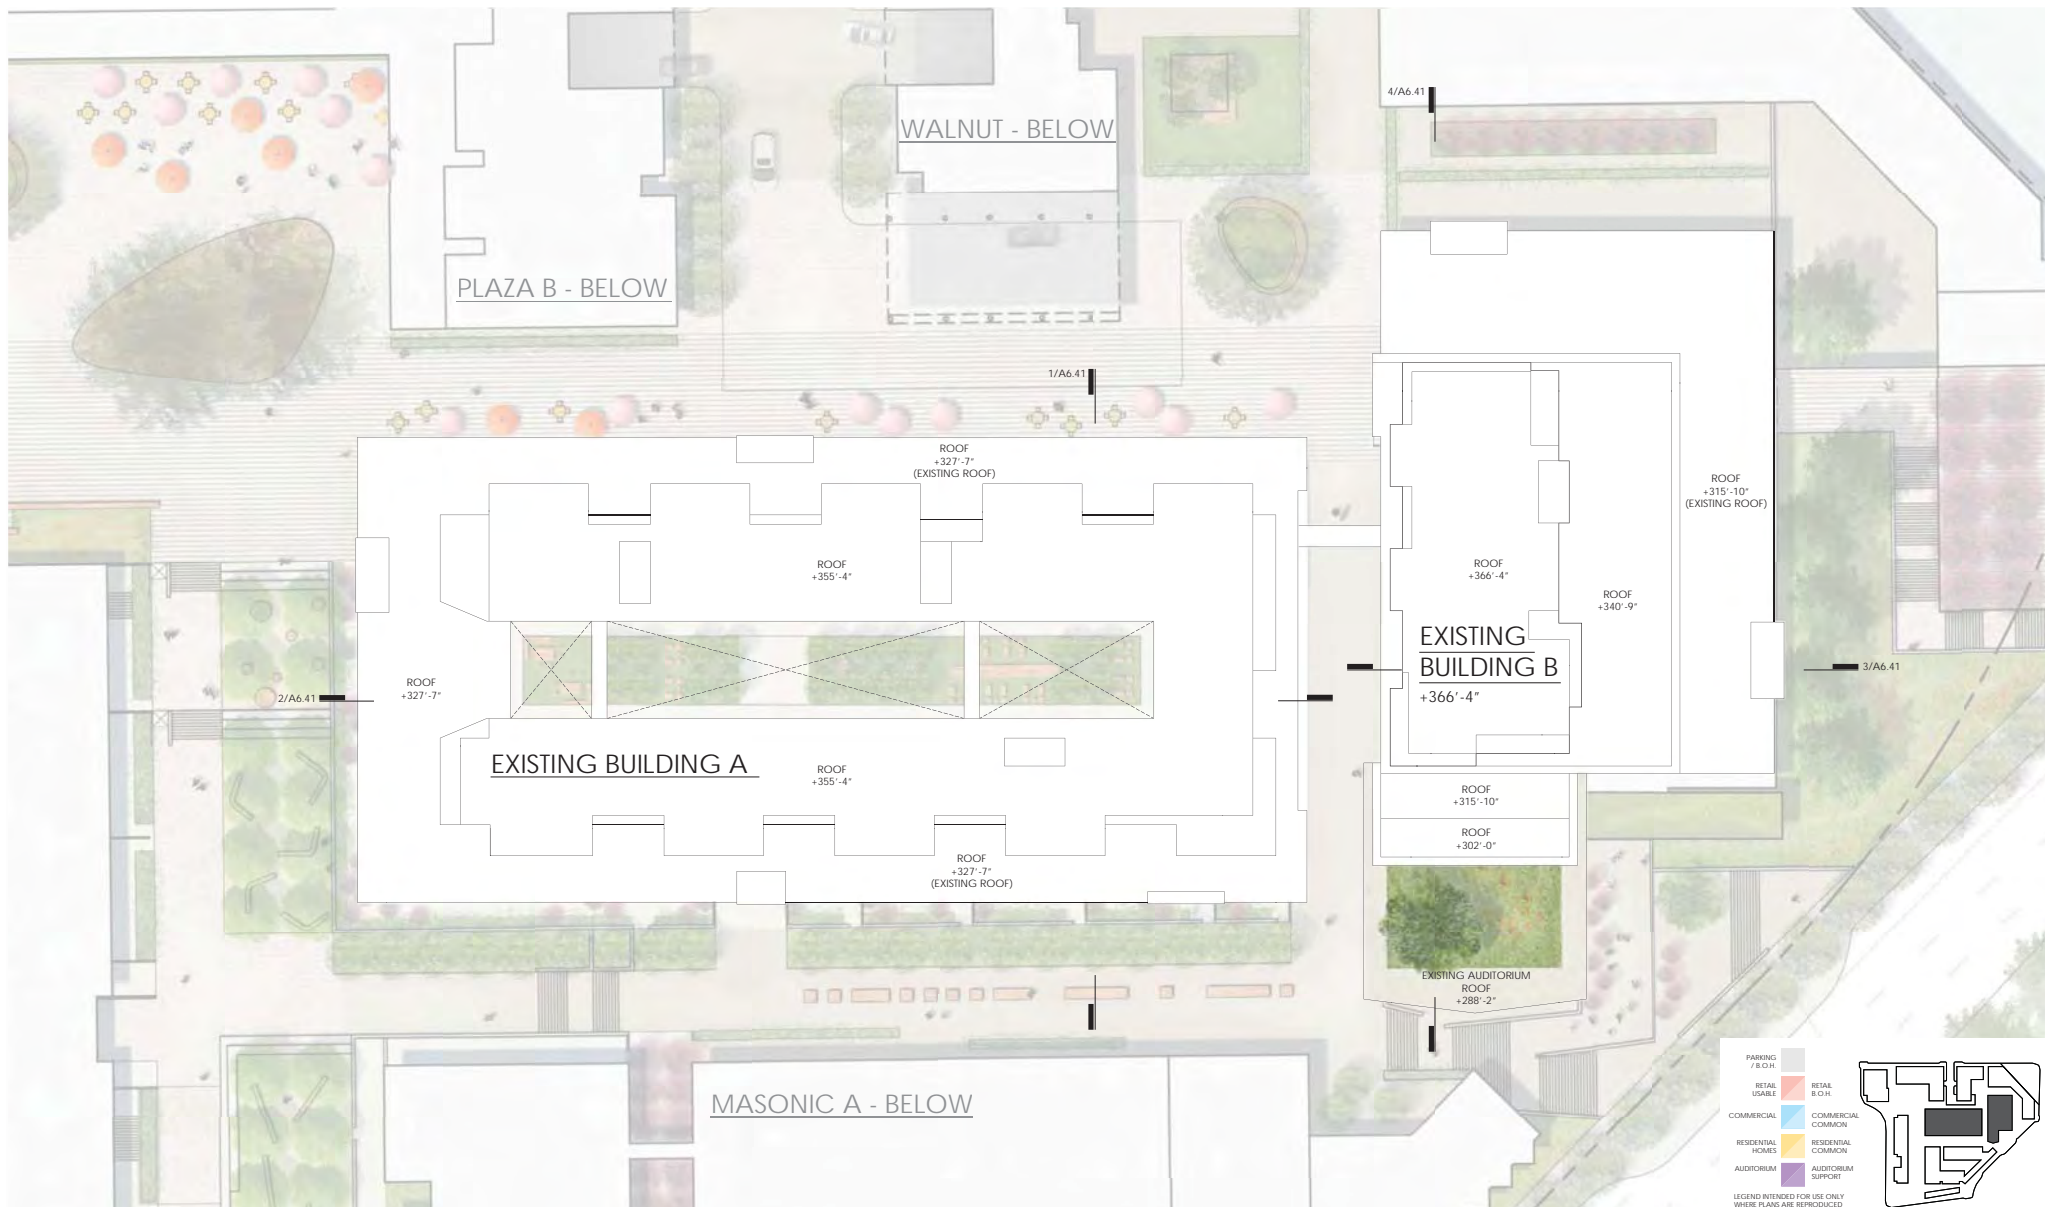 4/A6.41
WALNUT - BELOW
PLAZA B - BELOW
1/A6.41
ROOF
+327'-7"
(EXISTING ROOF)
ROOF
+315'-10"
(EXISTING ROOF)
ROOF
+355'-4"
ROOF
+366'-4"
ROOF
+340'-9"
EXISTING
BUILDING B
+366'-4"
3/A6.41
ROOF
+327'-7"
2/A6.41
EXISTING BUILDING A
ROOF
+355'-4"
ROOF
+315'-10"
ROOF
+302'-0"
ROOF
+327'-7"
(EXISTING ROOF)
EXISTING AUDITORIUM
ROOF
+288'-2"
MASONIC A - BELOW
PARKING
/ B.O.H.
RETAIL
USABLE
RETAIL
B.O.H.
COMMERCIAL
COMMERCIAL
COMMON
RESIDENTIAL
HOMES
RESIDENTIAL
COMMON
AUDITORIUM
AUDITORIUM
SUPPORT
LEGEND INTENDED FOR USE ONLY
WHERE PLANS ARE REPRODUCED